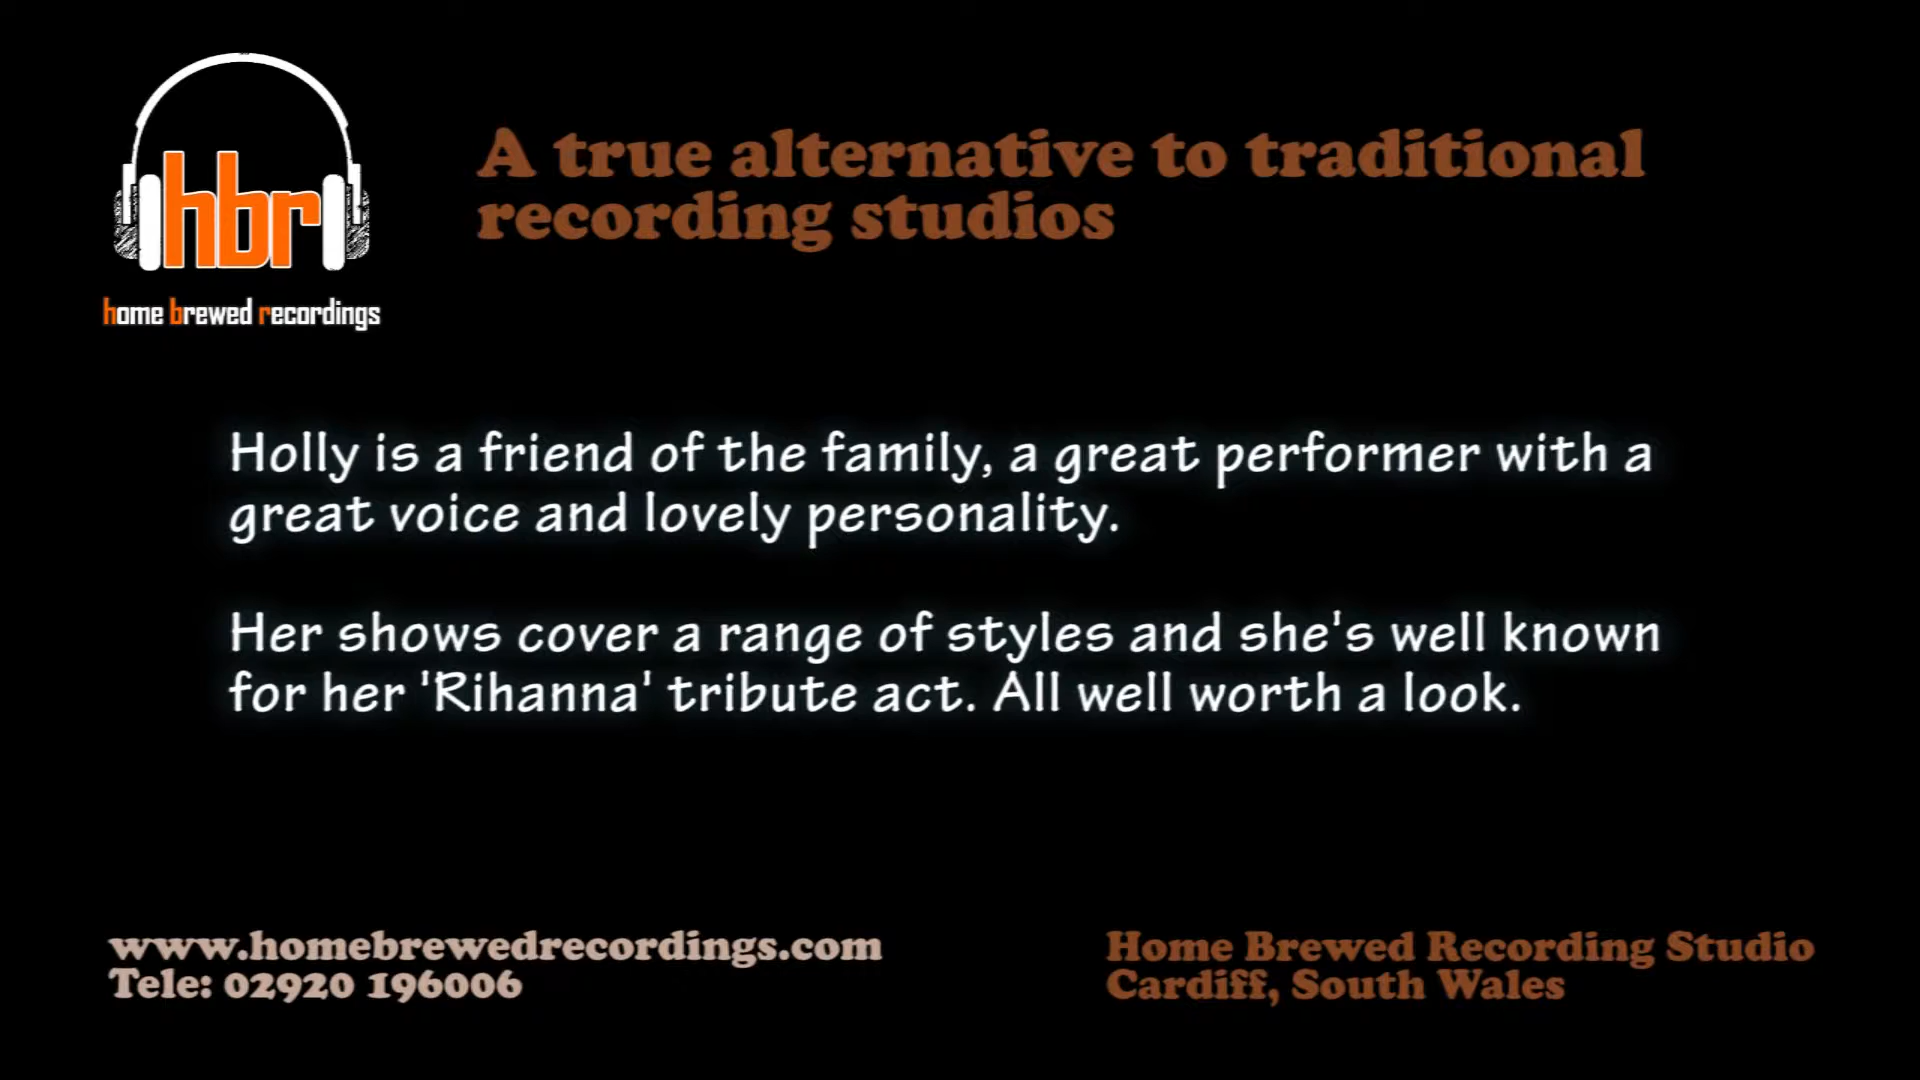 hbr
home brewed recordings
A true alternative to traditional
recording studios
Holly is a friend of the family, a great performer with a
great voice and lovely personality.
Her shows cover a range of styles and she's well known
for her 'Rihanna' tribute act. All well worth a look.
www.homebrewedrecordings.com
Tele: 02920 196006
Home Brewed Recording Studio
Cardiff, South Wales